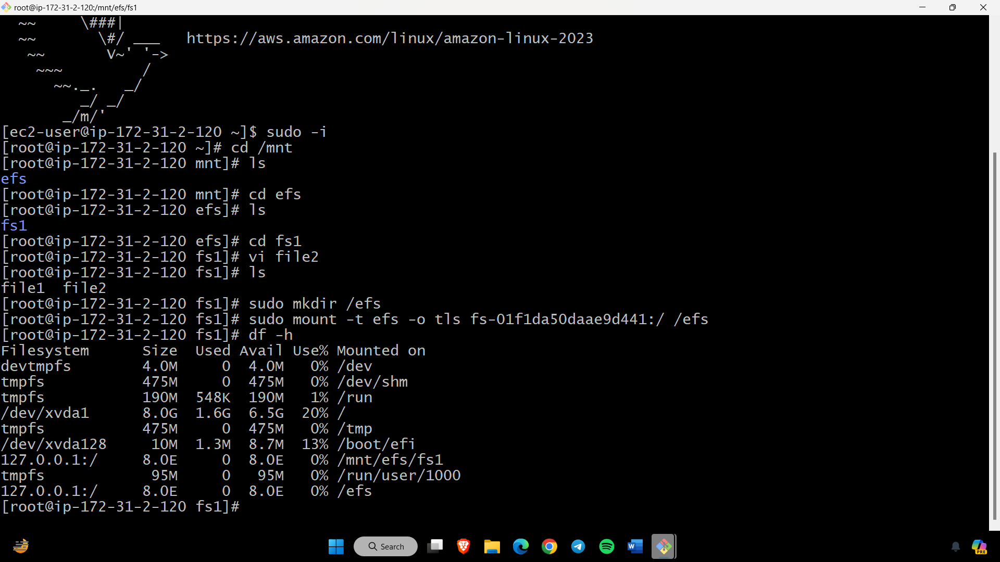 root@ip-172-31-2-120:/mnt/efs/fs1
~~       \###|
~~       \#/ ___   https://aws.amazon.com/linux/amazon-linux-2023
~~       V~' '->
~~~         /
~~._.   _/
_/ _/
_/m/'
[ec2-user@ip-172-31-2-120 ~]$ sudo -i
[root@ip-172-31-2-120 ~]# cd /mnt
[root@ip-172-31-2-120 mnt]# ls
efs
[root@ip-172-31-2-120 mnt]# cd efs
[root@ip-172-31-2-120 efs]# ls
fs1
[root@ip-172-31-2-120 efs]# cd fs1
[root@ip-172-31-2-120 fs1]# vi file2
[root@ip-172-31-2-120 fs1]# ls
file1  file2
[root@ip-172-31-2-120 fs1]# sudo mkdir /efs
[root@ip-172-31-2-120 fs1]# sudo mount -t efs -o tls fs-01f1da50daae9d441:/ /efs
[root@ip-172-31-2-120 fs1]# df -h
Filesystem      Size  Used Avail Use% Mounted on
devtmpfs        4.0M     0  4.0M   0% /dev
tmpfs           475M     0  475M   0% /dev/shm
tmpfs           190M  548K  190M   1% /run
/dev/xvda1      8.0G  1.6G  6.5G  20% /
tmpfs           475M     0  475M   0% /tmp
/dev/xvda128     10M  1.3M  8.7M  13% /boot/efi
127.0.0.1:/     8.0E     0  8.0E   0% /mnt/efs/fs1
tmpfs            95M     0   95M   0% /run/user/1000
127.0.0.1:/     8.0E     0  8.0E   0% /efs
[root@ip-172-31-2-120 fs1]#
Search
W
PRE